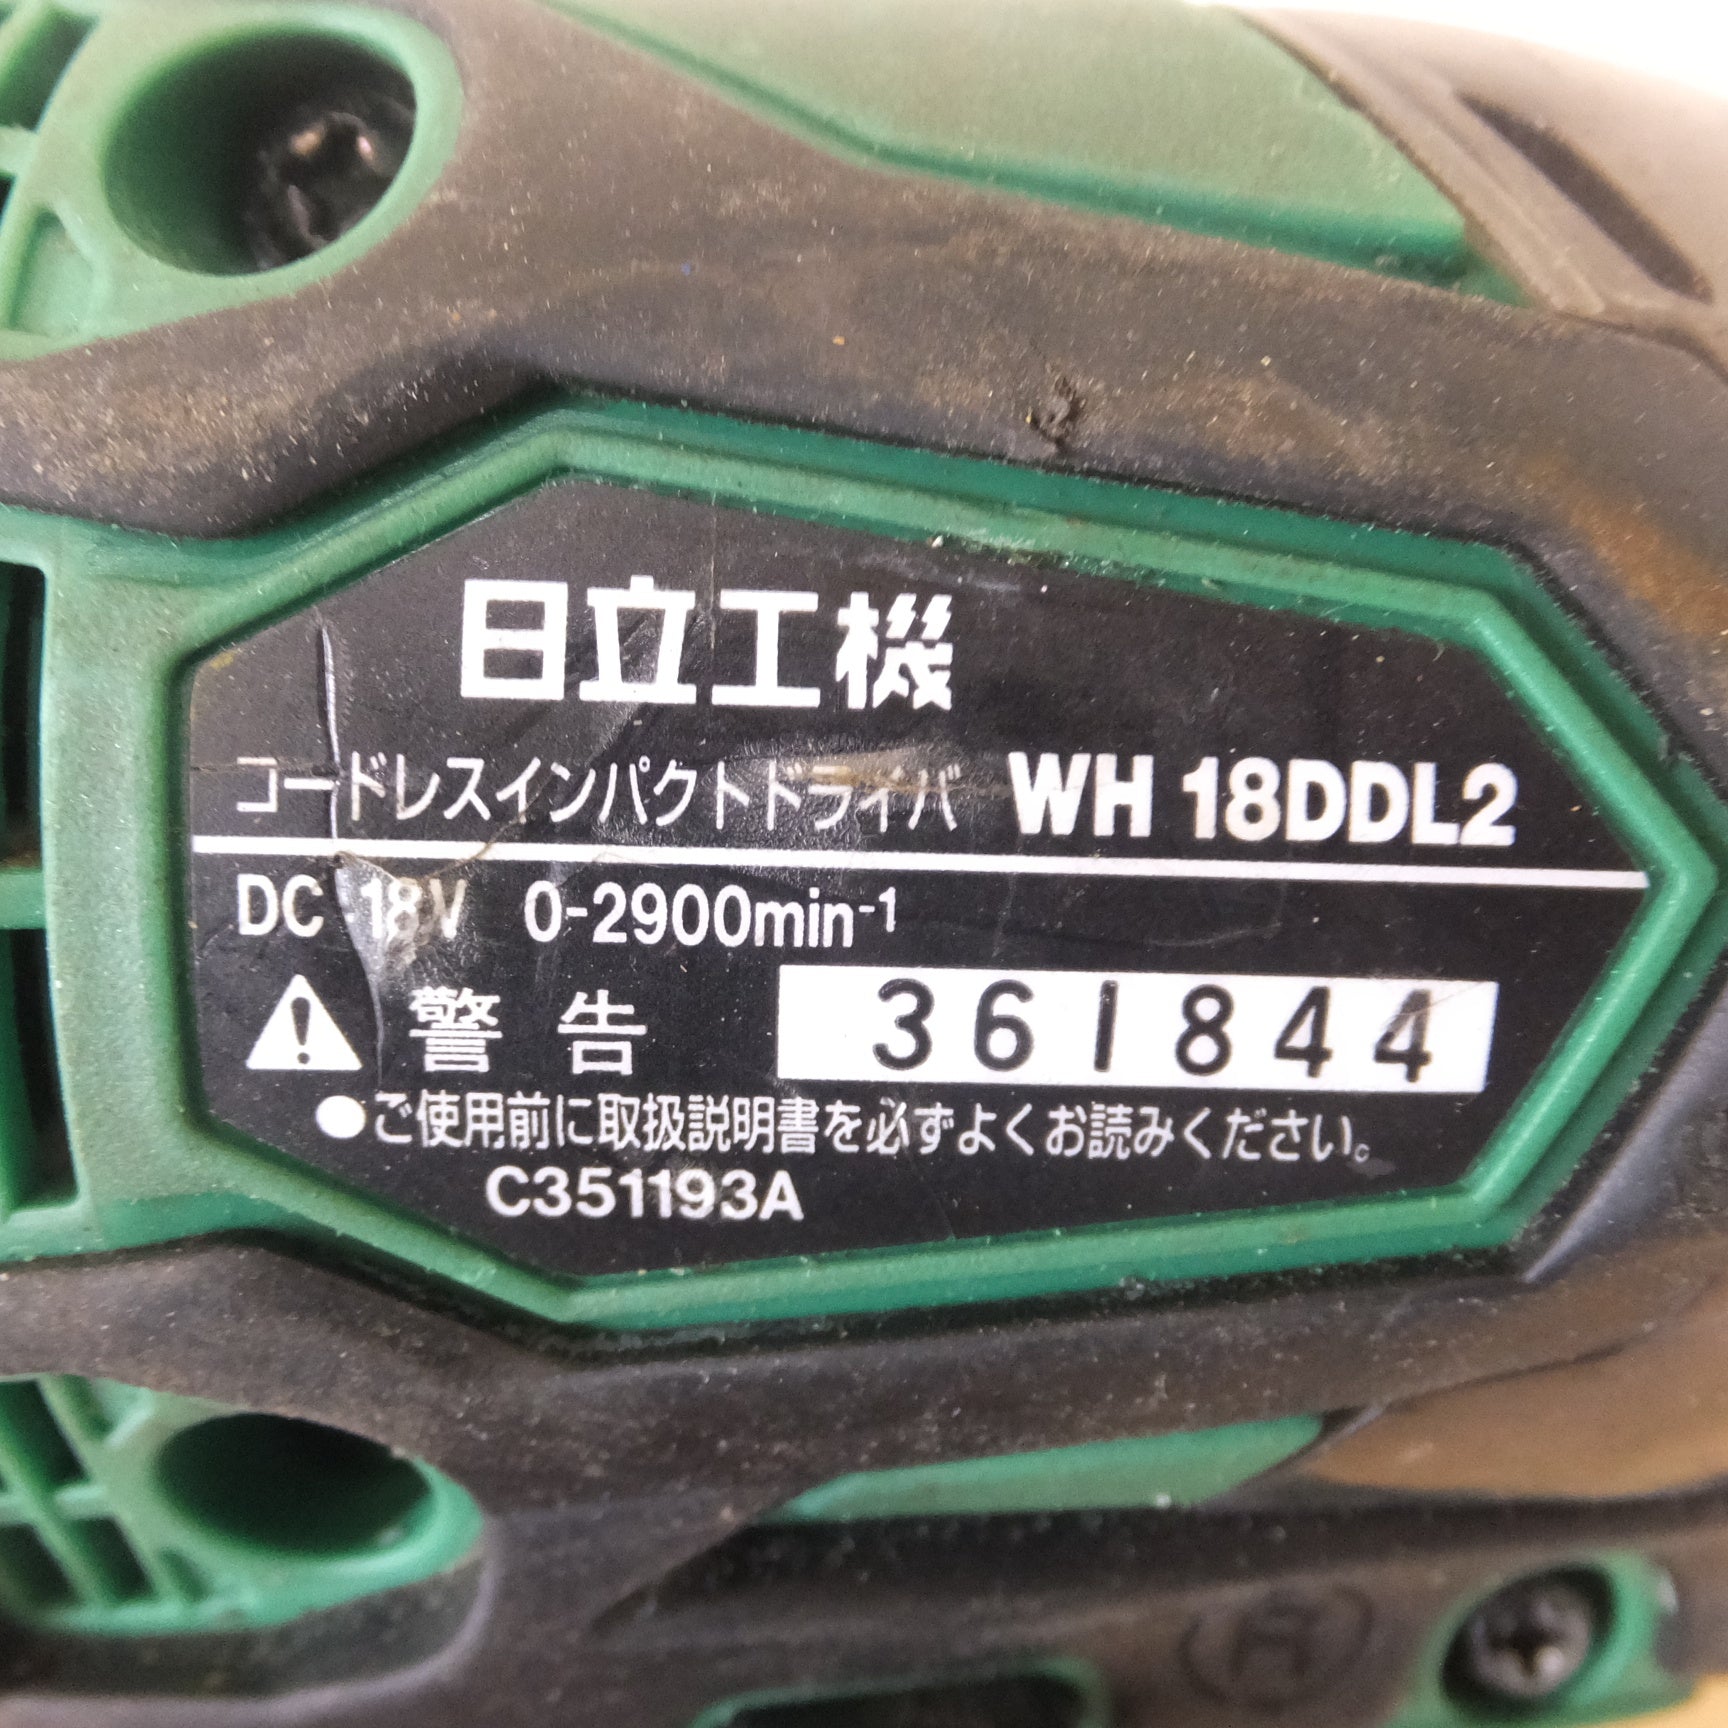 日立工機
コードレスインパクトドライバ WH 18DDL2
DC 18V 0-2900min⁻¹
警告 361844
●ご使用前に取扱説明書を必ずよくお読みください。
C351193A